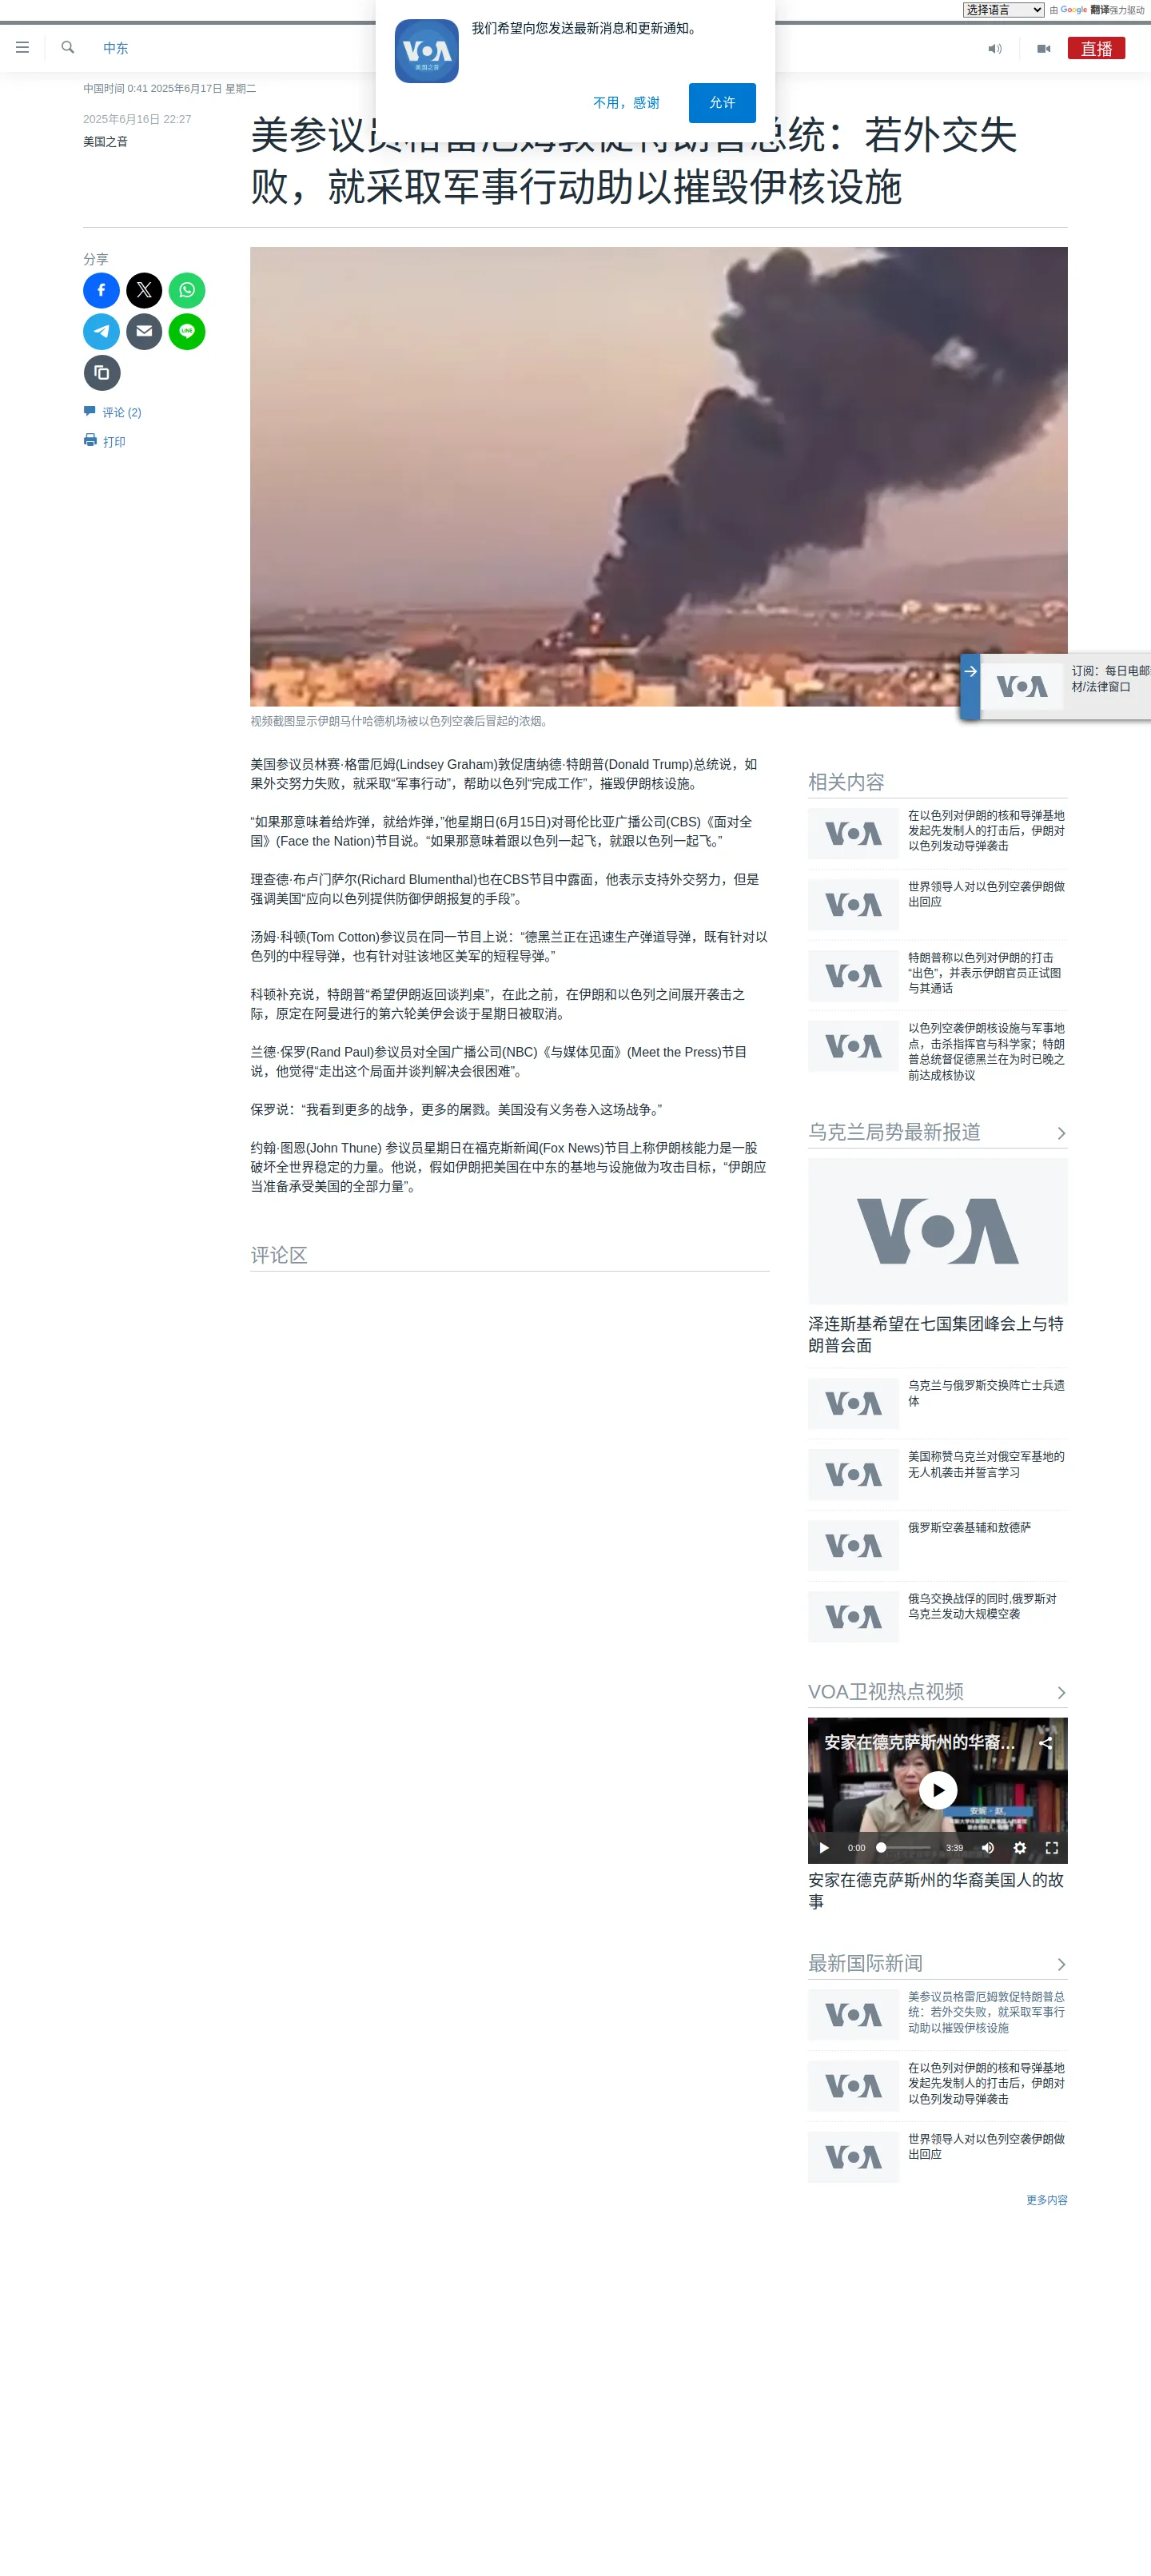 选择语言 由 Google 翻译强力驱动
我们希望向您发送最新消息和更新通知。
VOA
美国之音
不用，感谢
允许
中东
直播
中国时间 0:41 2025年6月17日 星期二
2025年6月16日 22:27
美国之音
总统：若外交失
败，就采取军事行动助以摧毁伊核设施
分享
评论 (2)
打印
视频截图显示伊朗马什哈德机场被以色列空袭后冒起的浓烟。
VOA
订阅：每日电邮
材/法律窗口
美国参议员林赛·格雷厄姆(Lindsey Graham)敦促唐纳德·特朗普(Donald Trump)总统说，如
果外交努力失败，就采取“军事行动”，帮助以色列“完成工作”，摧毁伊朗核设施。
“如果那意味着给炸弹，就给炸弹，”他星期日(6月15日)对哥伦比亚广播公司(CBS)《面对全
国》(Face the Nation)节目说。“如果那意味着跟以色列一起飞，就跟以色列一起飞。”
理查德·布卢门萨尔(Richard Blumenthal)也在CBS节目中露面，他表示支持外交努力，但是
强调美国“应向以色列提供防御伊朗报复的手段”。
汤姆·科顿(Tom Cotton)参议员在同一节目上说：“德黑兰正在迅速生产弹道导弹，既有针对以
色列的中程导弹，也有针对驻该地区美军的短程导弹。”
科顿补充说，特朗普“希望伊朗返回谈判桌”，在此之前，在伊朗和以色列之间展开袭击之
际，原定在阿曼进行的第六轮美伊会谈于星期日被取消。
兰德·保罗(Rand Paul)参议员对全国广播公司(NBC)《与媒体见面》(Meet the Press)节目
说，他觉得“走出这个局面并谈判解决会很困难”。
保罗说：“我看到更多的战争，更多的屠戮。美国没有义务卷入这场战争。”
约翰·图恩(John Thune) 参议员星期日在福克斯新闻(Fox News)节目上称伊朗核能力是一股
破坏全世界稳定的力量。他说，假如伊朗把美国在中东的基地与设施做为攻击目标，“伊朗应
当准备承受美国的全部力量”。
评论区
相关内容
VOA
在以色列对伊朗的核和导弹基地
发起先发制人的打击后，伊朗对
以色列发动导弹袭击
VOA
世界领导人对以色列空袭伊朗做
出回应
VOA
特朗普称以色列对伊朗的打击
“出色”，并表示伊朗官员正试图
与其通话
VOA
以色列空袭伊朗核设施与军事地
点，击杀指挥官与科学家；特朗
普总统督促德黑兰在为时已晚之
前达成核协议
乌克兰局势最新报道
VOA
泽连斯基希望在七国集团峰会上与特
朗普会面
VOA
乌克兰与俄罗斯交换阵亡士兵遗
体
VOA
美国称赞乌克兰对俄空军基地的
无人机袭击并誓言学习
VOA
俄罗斯空袭基辅和敖德萨
VOA
俄乌交换战俘的同时,俄罗斯对
乌克兰发动大规模空袭
VOA卫视热点视频
安家在德克萨斯州的华裔...
VOA
安妮·赵，
0:00
3:39
安家在德克萨斯州的华裔美国人的故
事
最新国际新闻
VOA
美参议员格雷厄姆敦促特朗普总
统：若外交失败，就采取军事行
动助以摧毁伊核设施
VOA
在以色列对伊朗的核和导弹基地
发起先发制人的打击后，伊朗对
以色列发动导弹袭击
VOA
世界领导人对以色列空袭伊朗做
出回应
更多内容